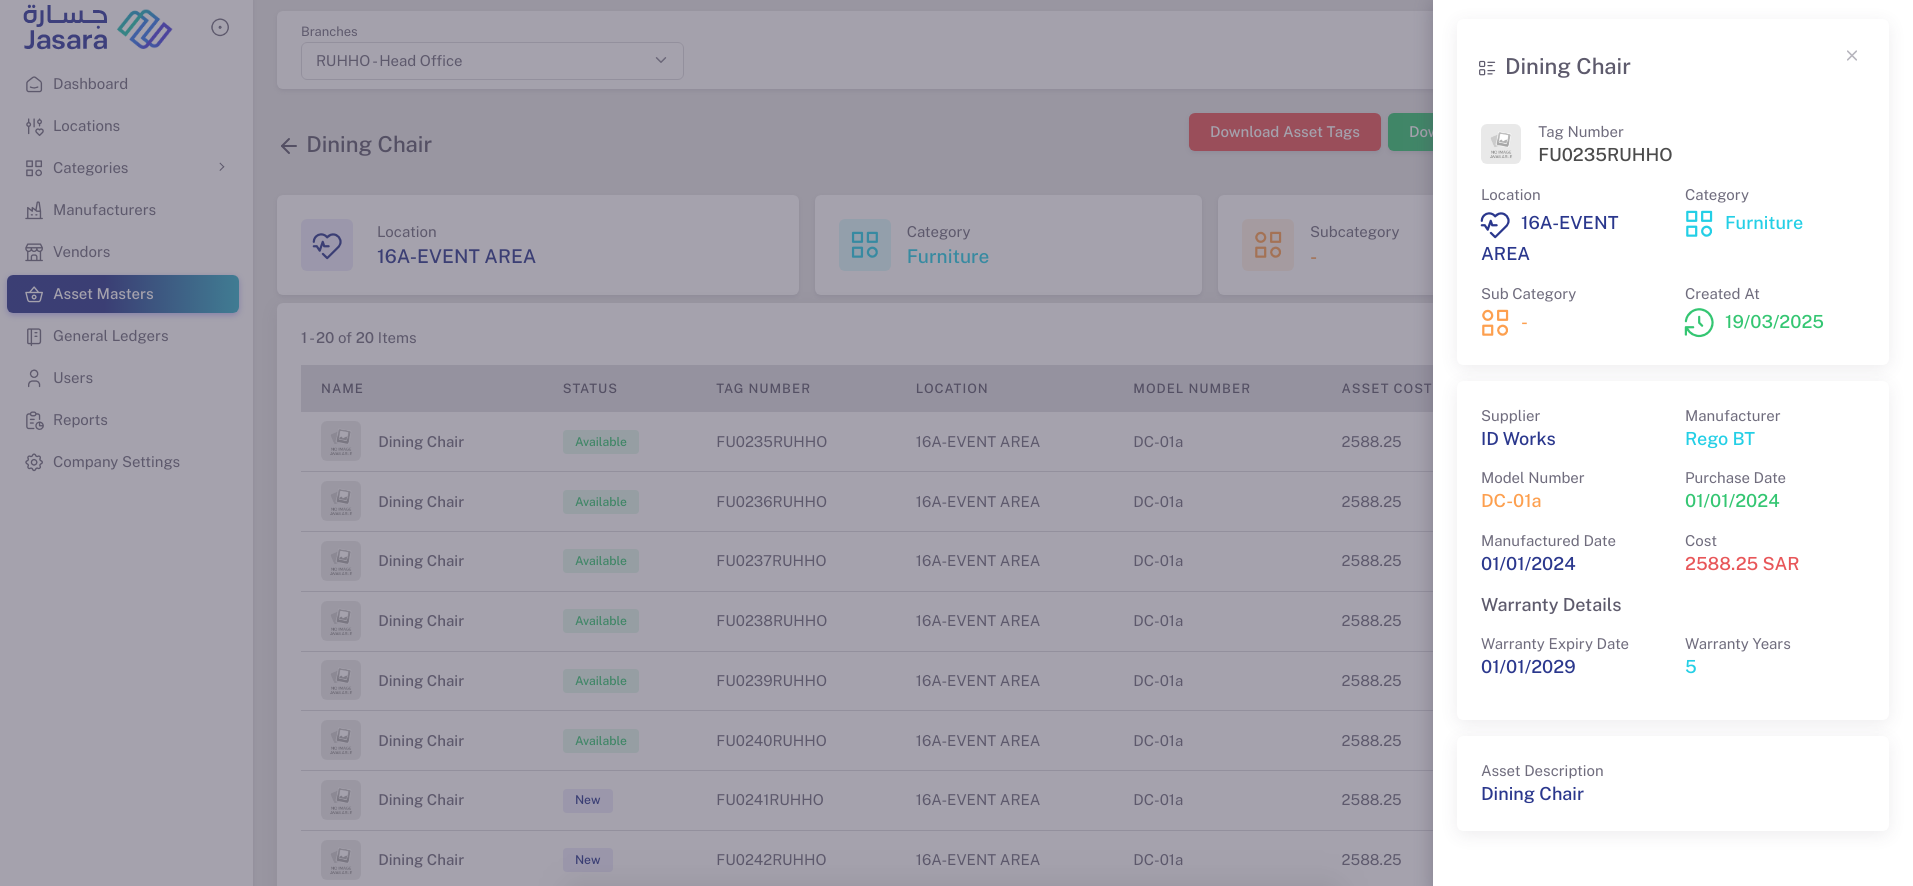 جسارة
Jasara
Dashboard
Locations
Categories
Manufacturers
Vendors
Asset Masters
General Ledgers
Users
Reports
Company Settings
Branches
RUHHO - Head Office
Dining Chair
Download Asset Tags
Dow
Location
16A-EVENT AREA
Category
Furniture
Subcategory
-
1 - 20 of 20 Items
NAME STATUS TAG NUMBER LOCATION MODEL NUMBER ASSET COST
Dining Chair Available FU0235RUHHO 16A-EVENT AREA DC-01a 2588.25
Dining Chair Available FU0236RUHHO 16A-EVENT AREA DC-01a 2588.25
Dining Chair Available FU0237RUHHO 16A-EVENT AREA DC-01a 2588.25
Dining Chair Available FU0238RUHHO 16A-EVENT AREA DC-01a 2588.25
Dining Chair Available FU0239RUHHO 16A-EVENT AREA DC-01a 2588.25
Dining Chair Available FU0240RUHHO 16A-EVENT AREA DC-01a 2588.25
Dining Chair New FU0241RUHHO 16A-EVENT AREA DC-01a 2588.25
Dining Chair New FU0242RUHHO 16A-EVENT AREA DC-01a 2588.25
Dining Chair
Tag Number
FU0235RUHHO
Location
16A-EVENT
AREA
Category
Furniture
Sub Category
-
Created At
19/03/2025
Supplier
ID Works
Manufacturer
Rego BT
Model Number
DC-01a
Purchase Date
01/01/2024
Manufactured Date
01/01/2024
Cost
2588.25 SAR
Warranty Details
Warranty Expiry Date
01/01/2029
Warranty Years
5
Asset Description
Dining Chair